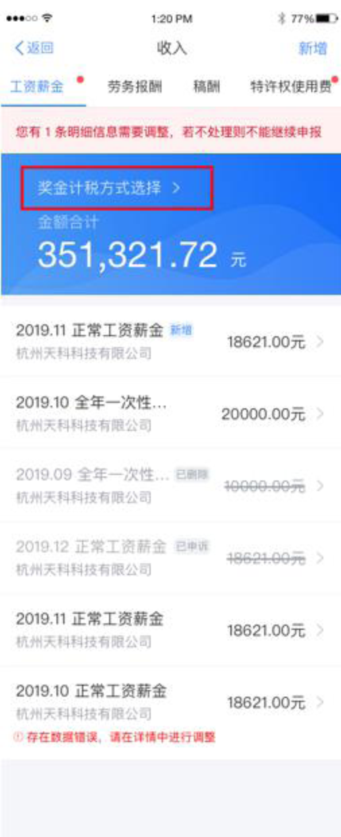 1:20 PM 77%
返回 收入 新增
工资薪金 劳务报酬 稿酬 特许权使用费
您有 1 条明细信息需要调整，若不处理则不能继续申报
奖金计税方式选择
金额合计
351,321.72 元
2019.11 正常工资薪金 新增
18621.00元
杭州天科科技有限公司
2019.10 全年一次性...
20000.00元
杭州天科科技有限公司
2019.09 全年一次性... 已删除
10000.00元
杭州天科科技有限公司
2019.12 正常工资薪金 已申诉
18621.00元
杭州天科科技有限公司
2019.11 正常工资薪金
18621.00元
杭州天科科技有限公司
2019.10 正常工资薪金
18621.00元
杭州天科科技有限公司
存在数据错误，请在详情中进行调整